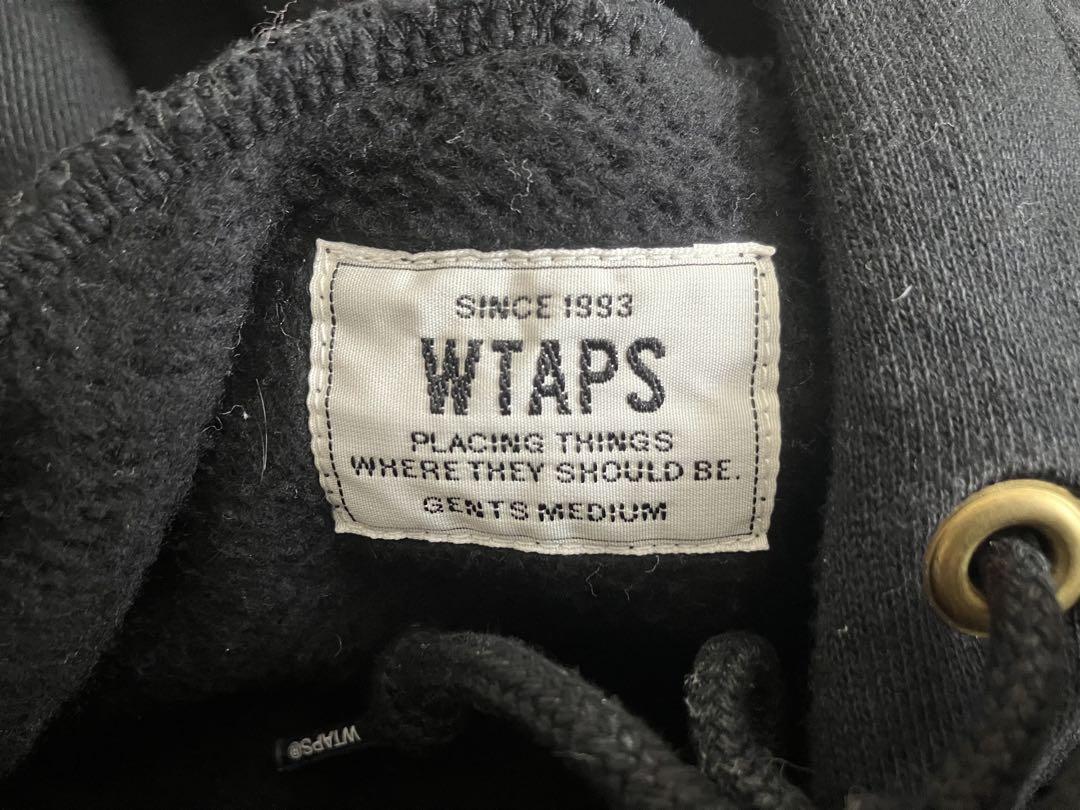 SINCE 1993
WTAPS
PLACING THINGS
WHERE THEY SHOULD BE.
GENTS MEDIUM
WTAPS®